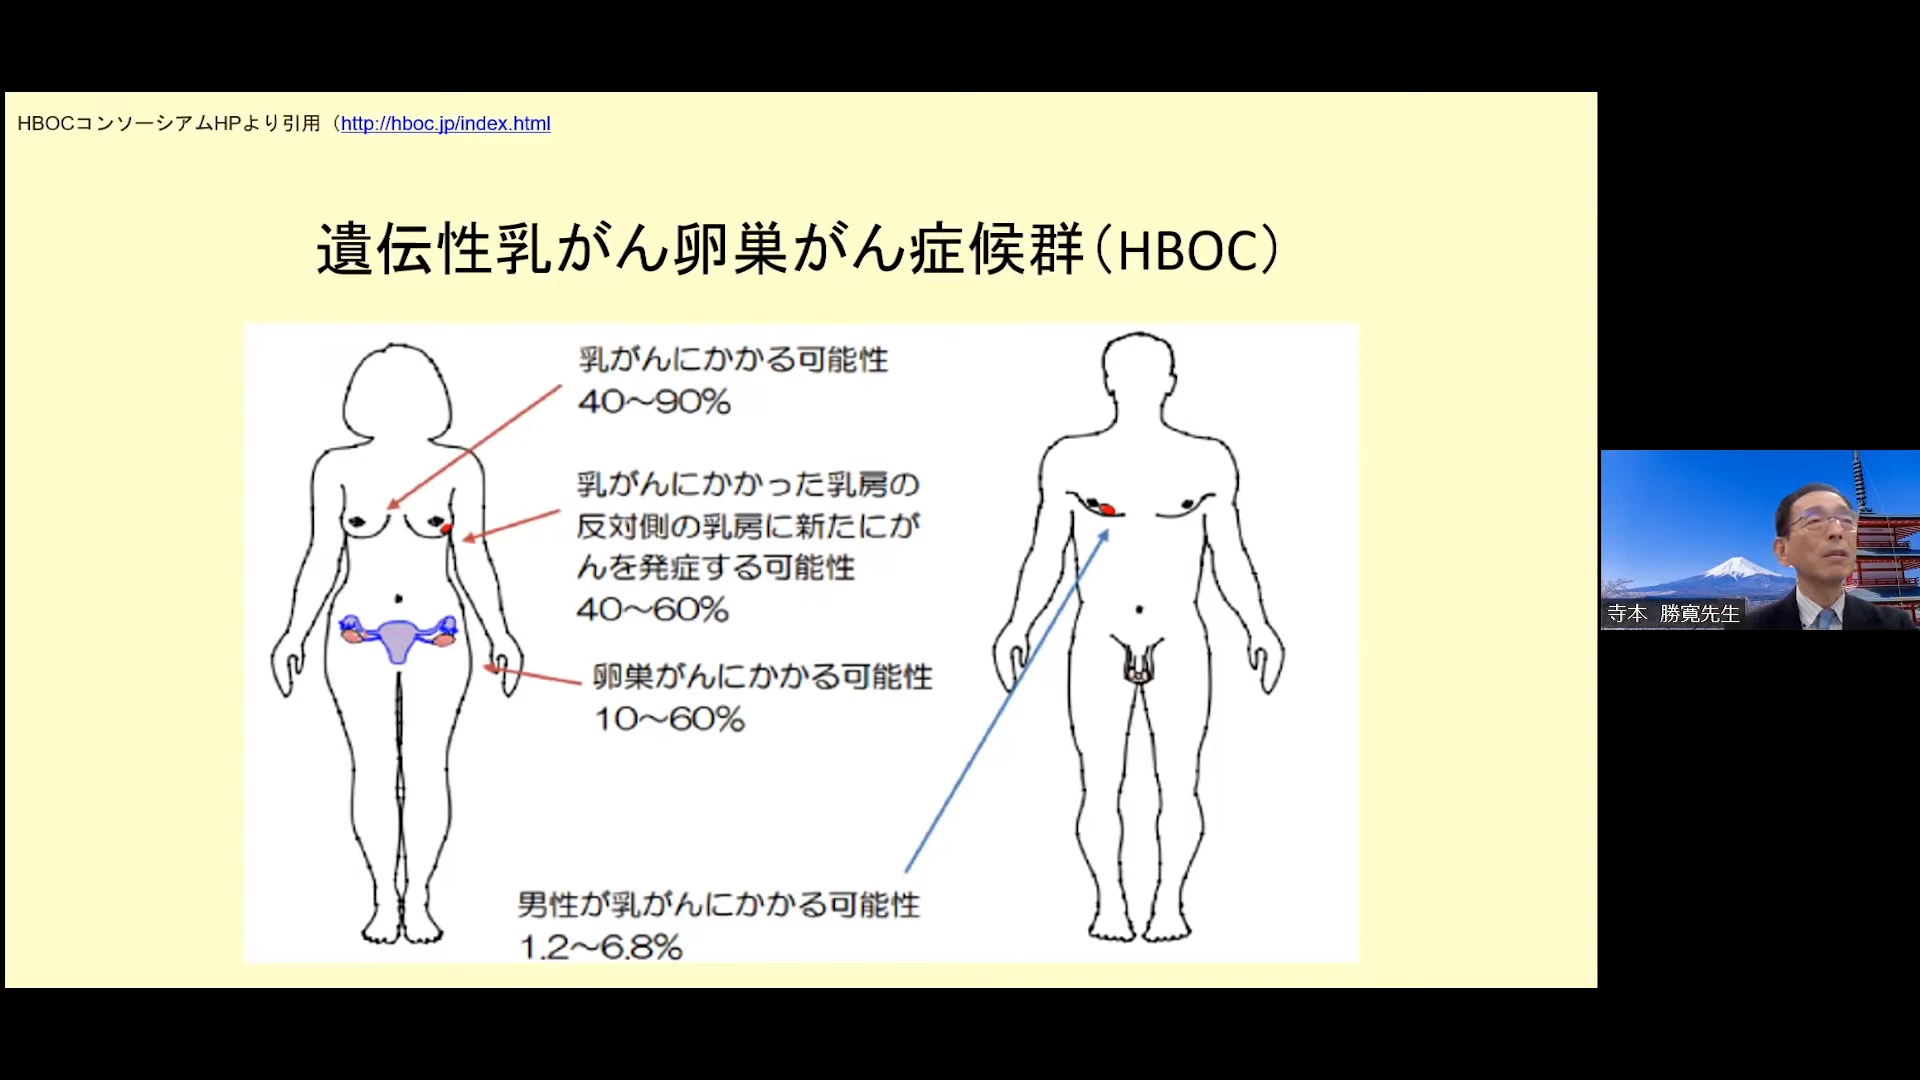 HBOCコンソーシアムHPより引用（http://hboc.jp/index.html
遺伝性乳がん卵巣がん症候群（HBOC）
乳がんにかかる可能性
40～90%
乳がんにかかった乳房の
反対側の乳房に新たにが
んを発症する可能性
40～60%
卵巣がんにかかる可能性
10～60%
男性が乳がんにかかる可能性
1.2～6.8%
寺本　勝寛先生